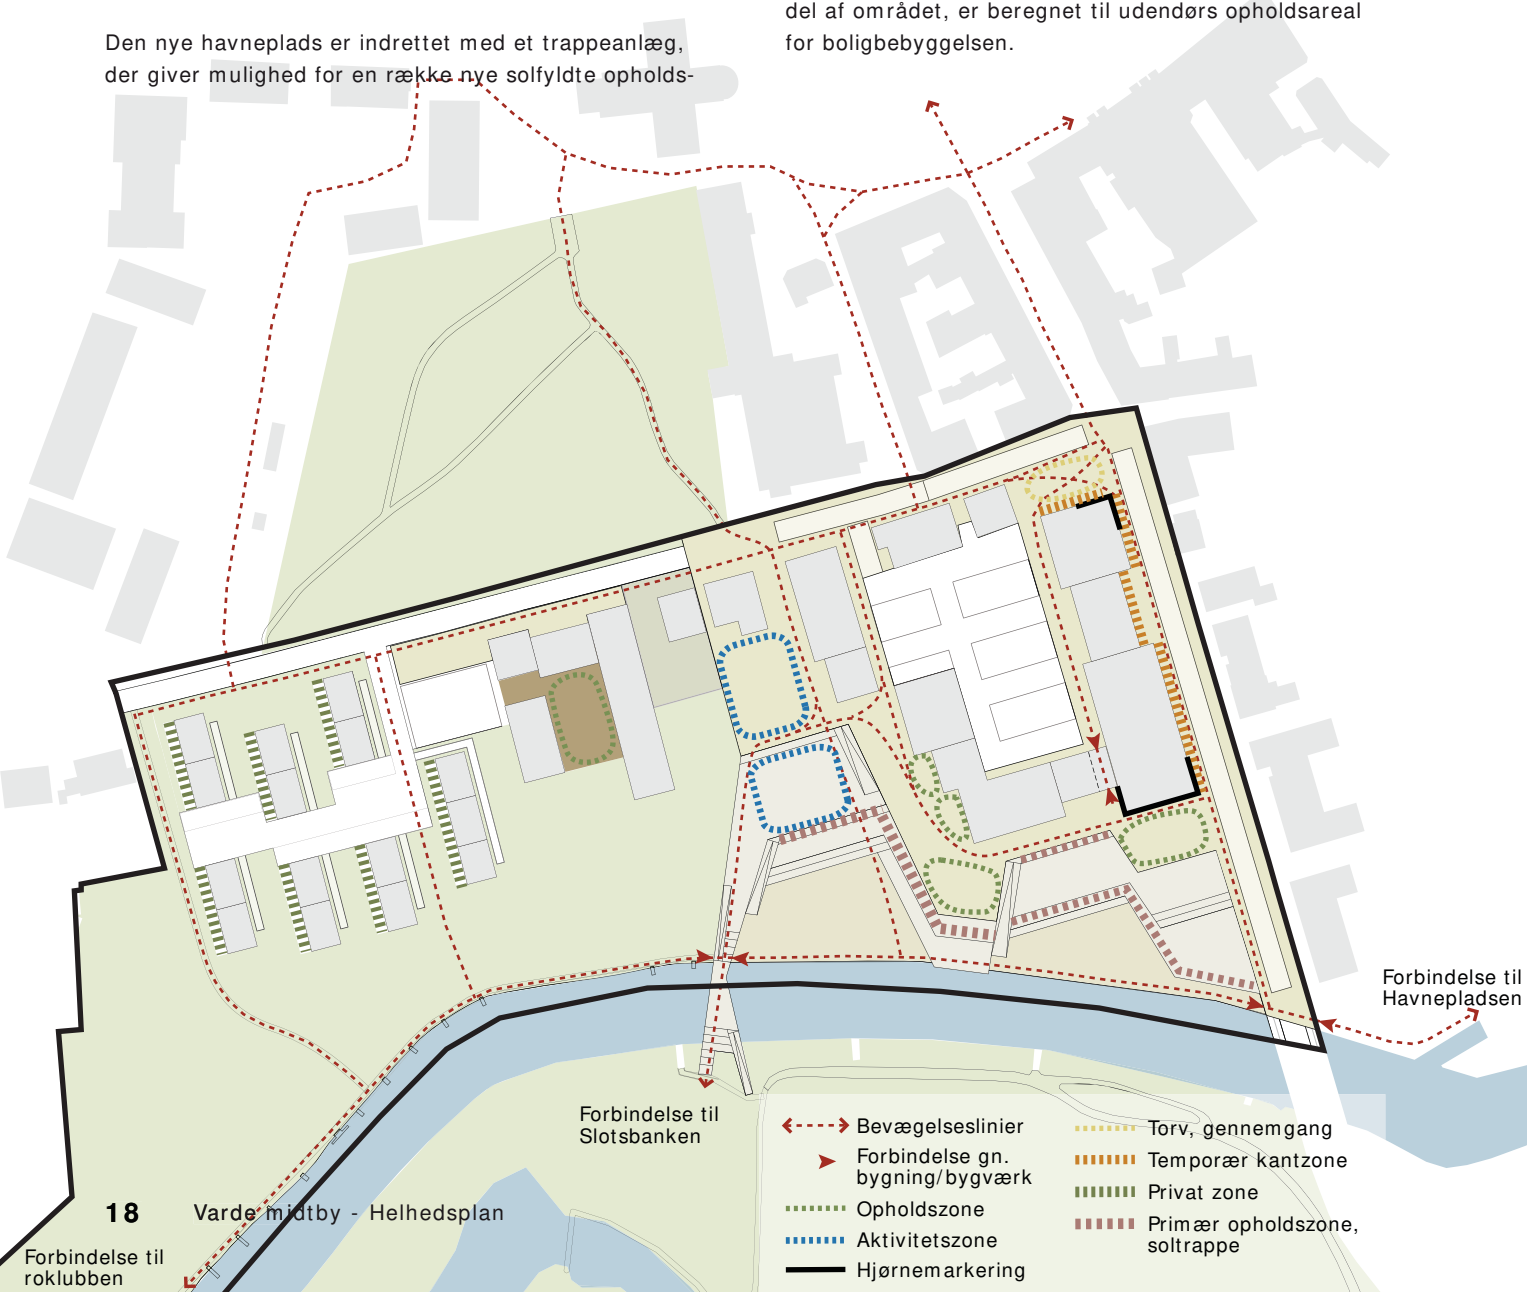 Den nye havneplads er indrettet med et trappeanlæg,
der giver mulighed for en række nye solfyldte opholds-
del af området, er beregnet til udendørs opholdsareal
for boligbebyggelsen.
Forbindelse til
Havnepladsen
Forbindelse til
Slotsbanken
Bevægelseslinier
Forbindelse gn.
bygning/bygværk
Opholdszone
Aktivitetszone
Hjørnemarkering
Torv, gennemgang
Temporær kantzone
Privat zone
Primær opholdszone,
soltrappe
18 Varde midtby - Helhedsplan
Forbindelse til
roklubben